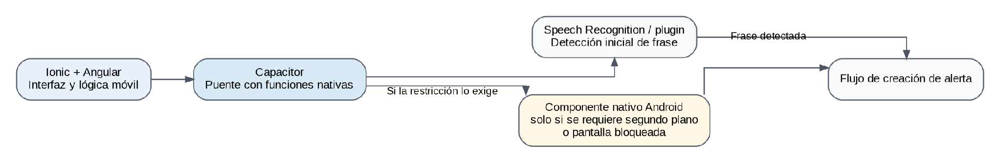 Ionic + Angular
Interfaz y lógica móvil
Capacitor
Puente con funciones nativas
Si la restricción lo exige
Speech Recognition / plugin
Detección inicial de frase
Componente nativo Android
solo si se requiere segundo plano
o pantalla bloqueada
Frase detectada
Flujo de creación de alerta